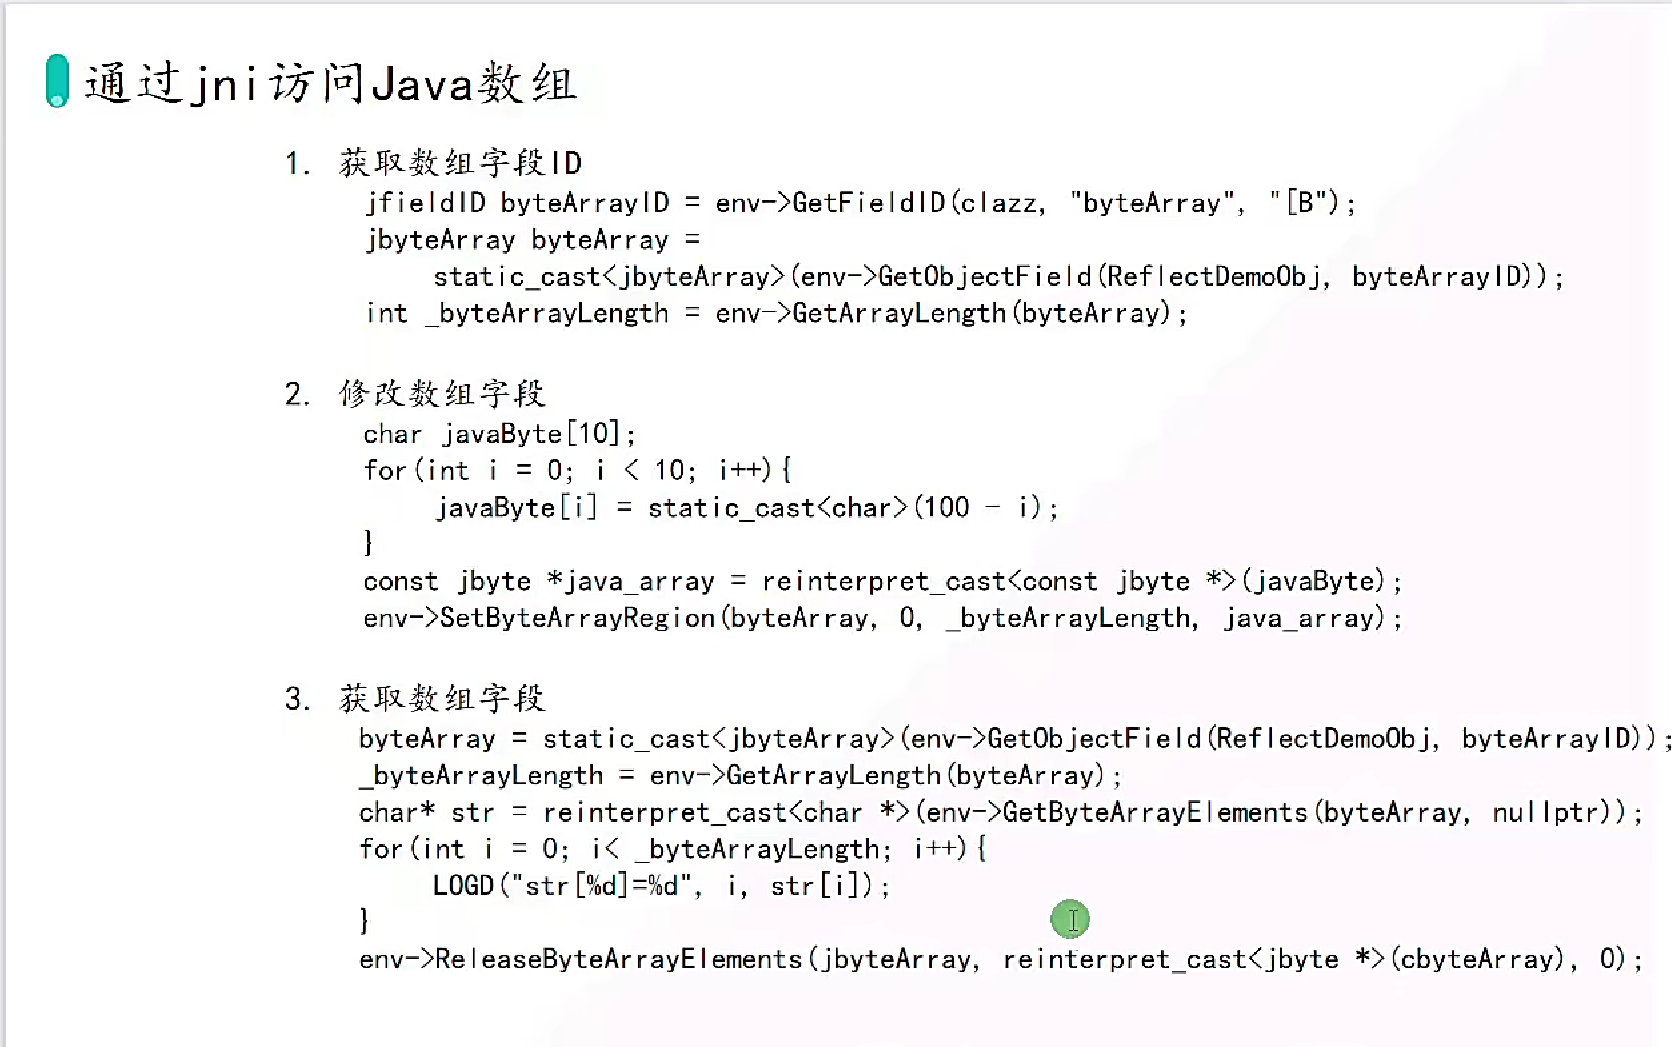 通过jni访问Java数组
1. 获取数组字段ID
jfieldID byteArrayID = env->GetFieldID(clazz, "byteArray", "[B");
jbyteArray byteArray =
static_cast<jbyteArray>(env->GetObjectField(ReflectDemoObj, byteArrayID));
int _byteArrayLength = env->GetArrayLength(byteArray);
2. 修改数组字段
char javaByte[10];
for(int i = 0; i < 10; i++){
javaByte[i] = static_cast<char>(100 - i);
}
const jbyte *java_array = reinterpret_cast<const jbyte *>(javaByte);
env->SetByteArrayRegion(byteArray, 0, _byteArrayLength, java_array);
3. 获取数组字段
byteArray = static_cast<jbyteArray>(env->GetObjectField(ReflectDemoObj, byteArrayID));
_byteArrayLength = env->GetArrayLength(byteArray);
char* str = reinterpret_cast<char *>(env->GetByteArrayElements(byteArray, nullptr));
for(int i = 0; i< _byteArrayLength; i++){
LOGD("str[%d]=%d", i, str[i]);
}
env->ReleaseByteArrayElements(jbyteArray, reinterpret_cast<jbyte *>(cbyteArray), 0);